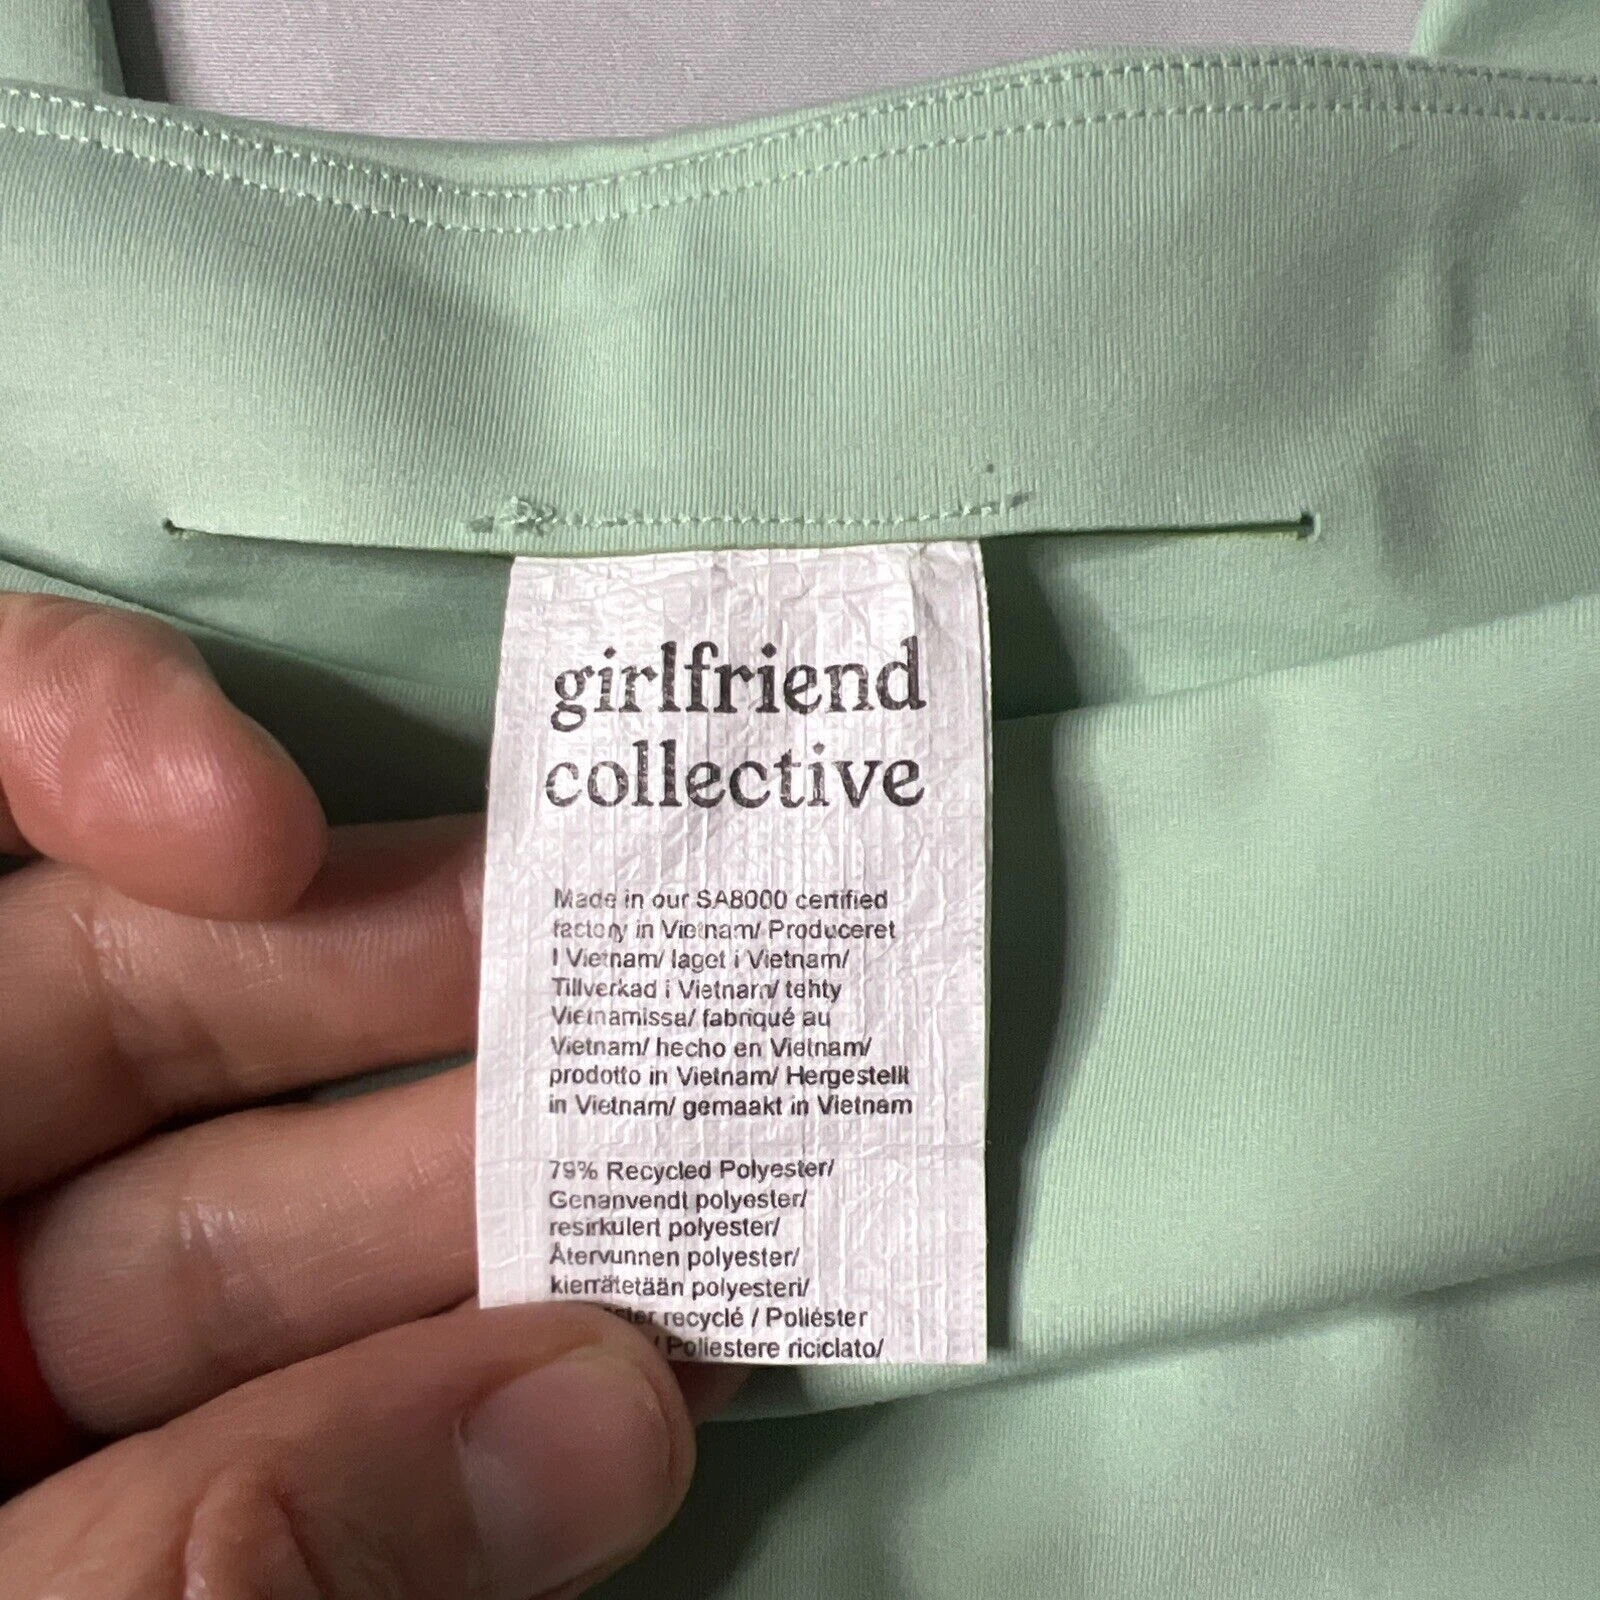 girlfriend
collective
Made in our SA8000 certified
factory in Vietnam/ Produceret
I Vietnam/ laget i Vietnam/
Tillverkad i Vietnam/ tehty
Vietnamissa/ fabriqué au
Vietnam/ hecho en Vietnam/
prodotto in Vietnam/ Hergestellt
in Vietnam/ gemaakt in Vietnam
79% Recycled Polyester/
Genanvendt polyester/
resirkulert polyester/
Återvunnen polyester/
kierrätetään polyesteri/
recyclé / Poliéster
/ Poliestere riciclato/